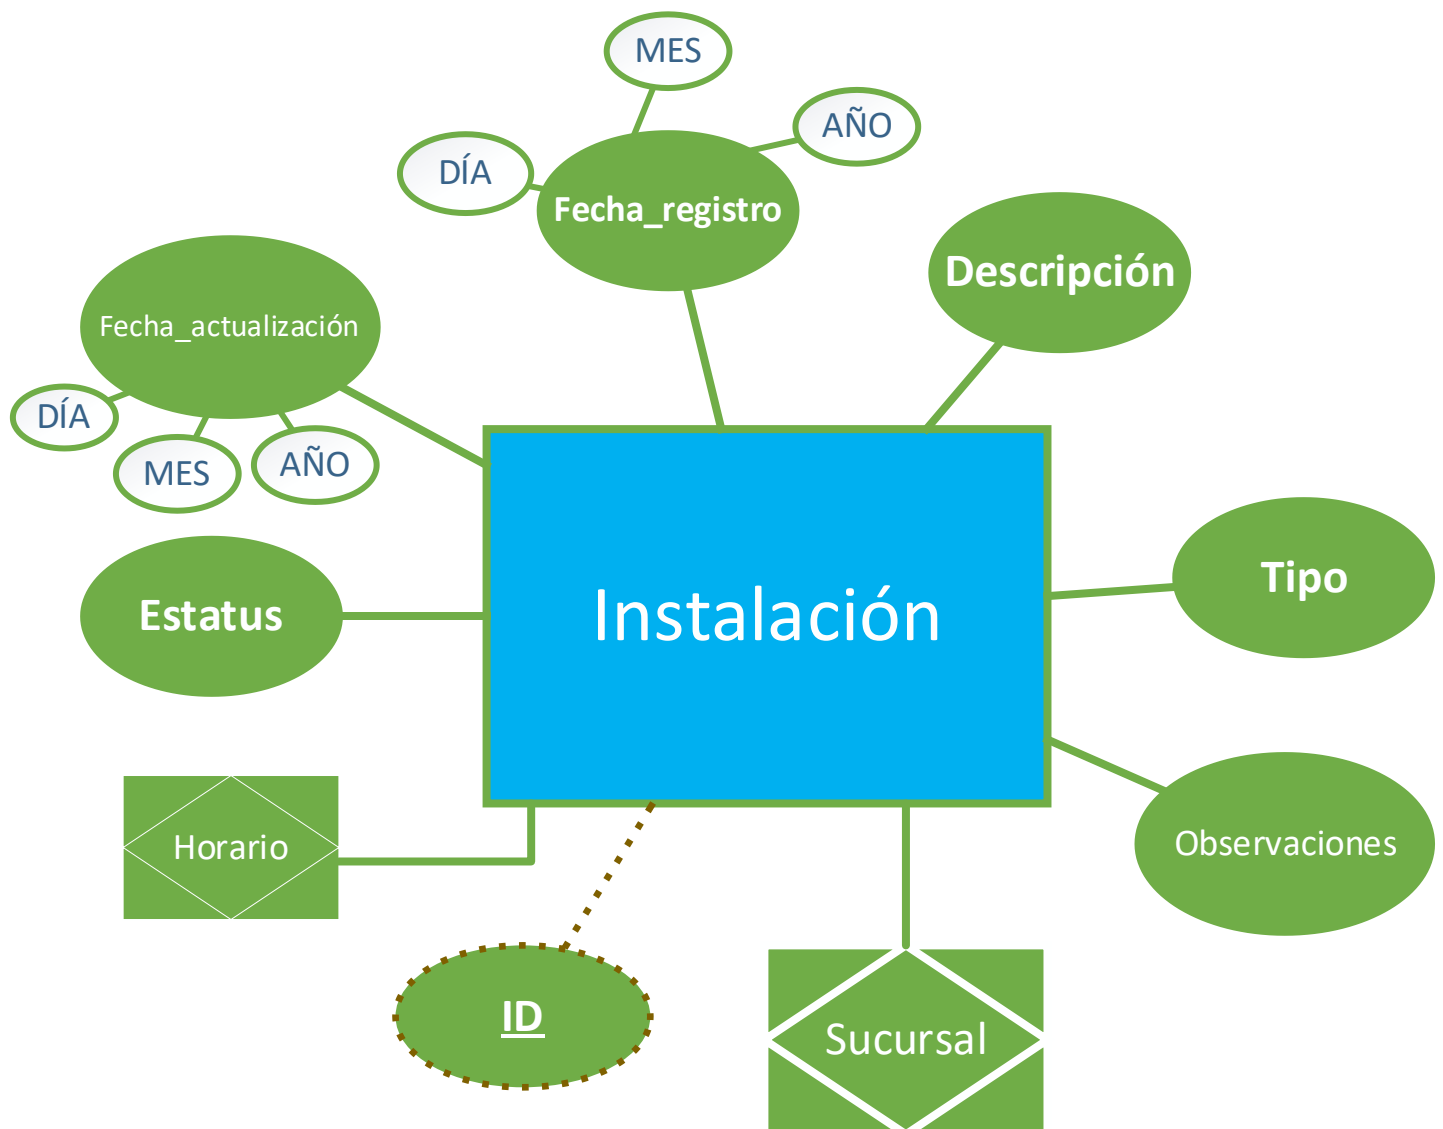 MES
AÑO
DÍA
Fecha_registro
Descripción
Fecha_actualización
DÍA
MES
AÑO
Estatus
Instalación
Tipo
Horario
Observaciones
ID
Sucursal